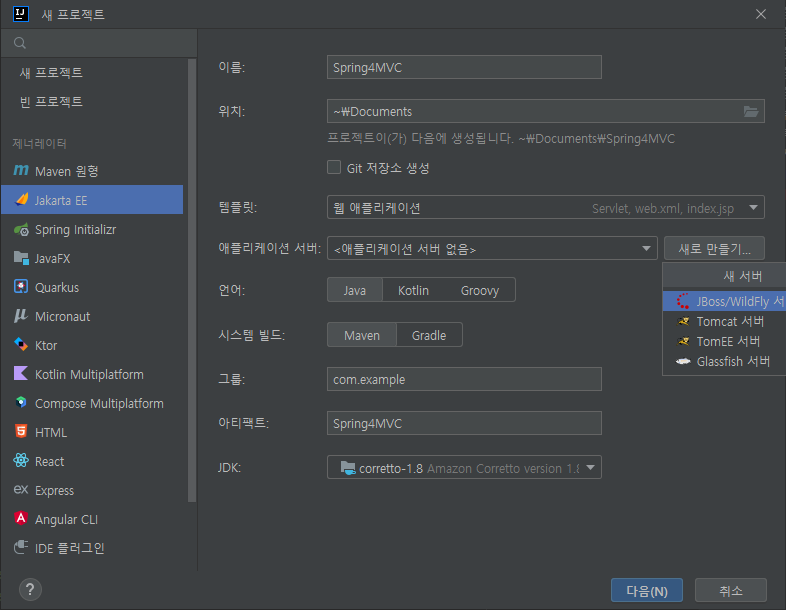 새 프로젝트
새 프로젝트
빈 프로젝트
제너레이터
Maven 원형
Jakarta EE
Spring Initializr
JavaFX
Quarkus
Micronaut
Ktor
Kotlin Multiplatform
Compose Multiplatform
HTML
React
Express
Angular CLI
IDE 플러그인
이름: Spring4MVC
위치: ~₩Documents
프로젝트이(가) 다음에 생성됩니다. ~₩Documents₩Spring4MVC
Git 저장소 생성
템플릿: 웹 애플리케이션 Servlet, web.xml, index.jsp
애플리케이션 서버: <애플리케이션 서버 없음> 새로 만들기...
새 서버
JBoss/WildFly 서
Tomcat 서버
TomEE 서버
Glassfish 서버
언어: Java Kotlin Groovy
시스템 빌드: Maven Gradle
그룹: com.example
아티팩트: Spring4MVC
JDK: corretto-1.8 Amazon Corretto version 1.8
? 다음(N) 취소